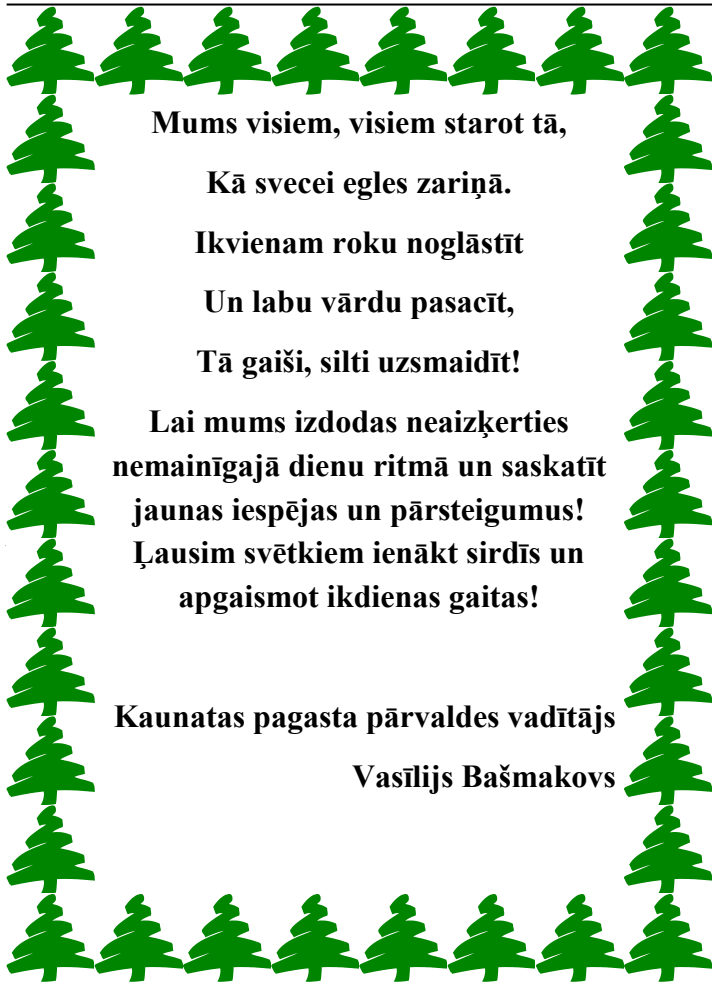 Mums visiem, visiem starot tā,
Kā svecei egles zariņā.
Ikvienam roku noglāstīt
Un labu vārdu pasacīt,
Tā gaiši, silti uzsmaidīt!
Lai mums izdodas neaizķerties
nemainīgajā dienu ritmā un saskatīt
jaunas iespējas un pārsteigumus!
Ļausim svētkiem ienākt sirdīs un
apgaismot ikdienas gaitas!
Kaunatas pagasta pārvaldes vadītājs
Vasīlijs Bašmakovs